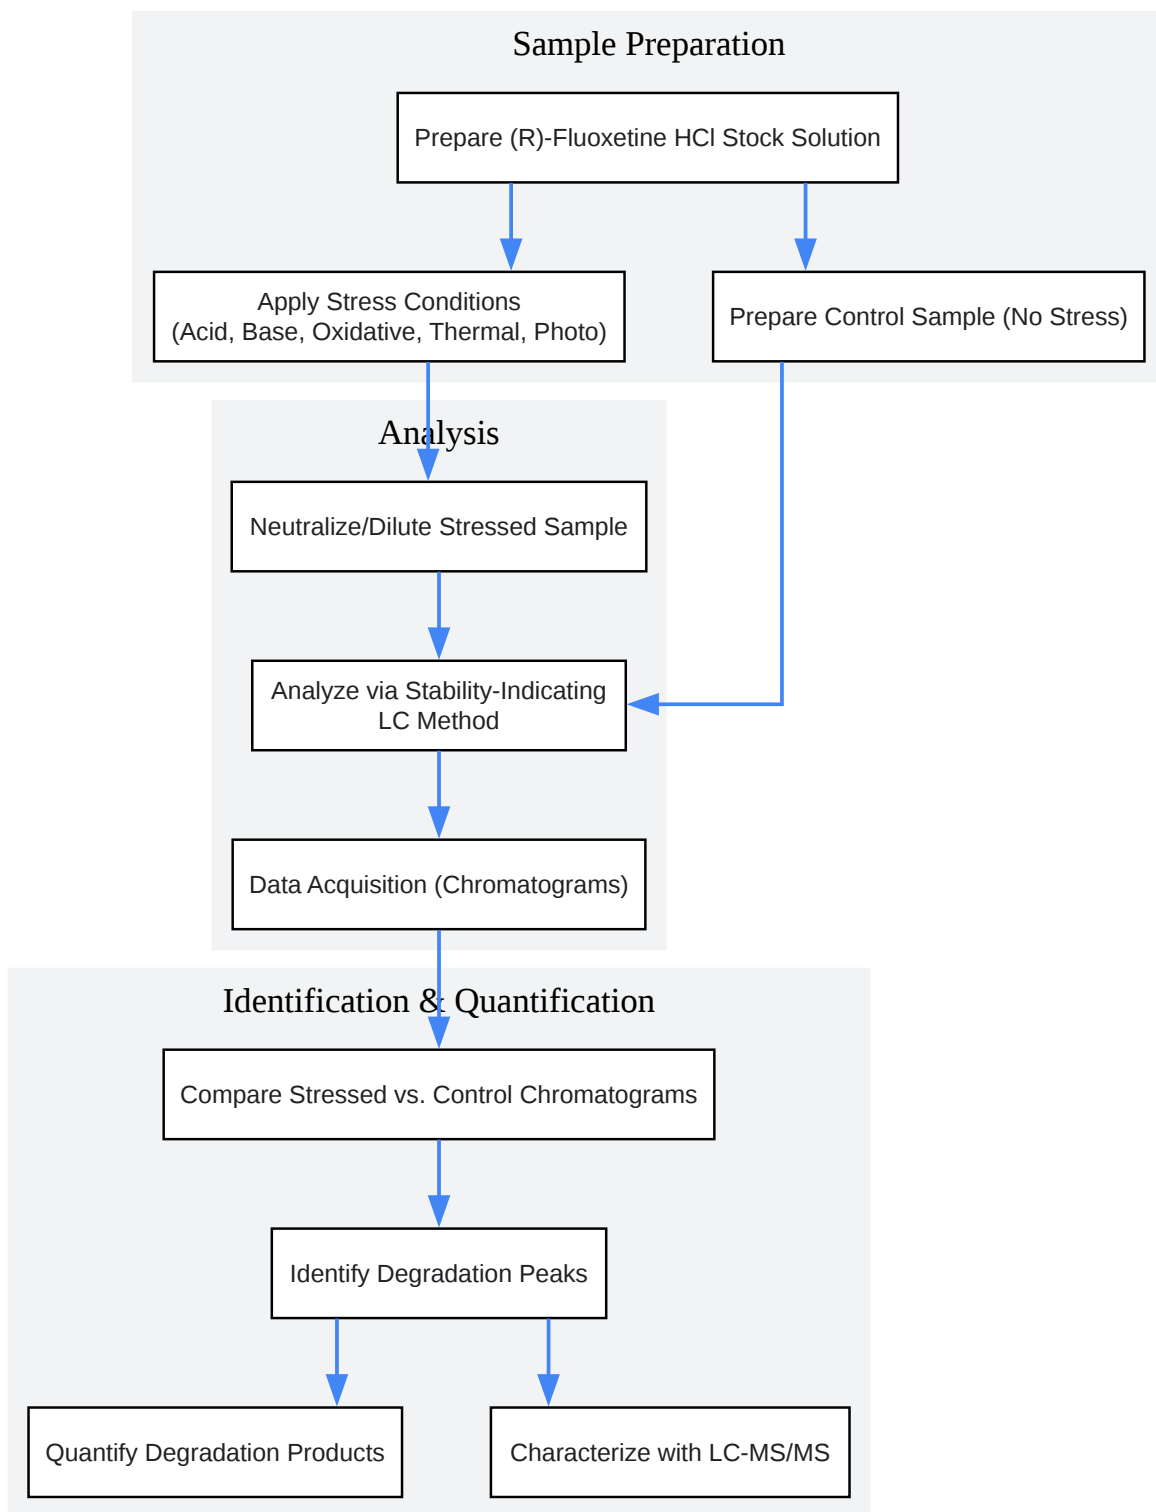 Sample Preparation
Prepare (R)-Fluoxetine HCl Stock Solution
Apply Stress Conditions
(Acid, Base, Oxidative, Thermal, Photo)
Prepare Control Sample (No Stress)
Analysis
Neutralize/Dilute Stressed Sample
Analyze via Stability-Indicating
LC Method
Data Acquisition (Chromatograms)
Identification & Quantification
Compare Stressed vs. Control Chromatograms
Identify Degradation Peaks
Quantify Degradation Products
Characterize with LC-MS/MS